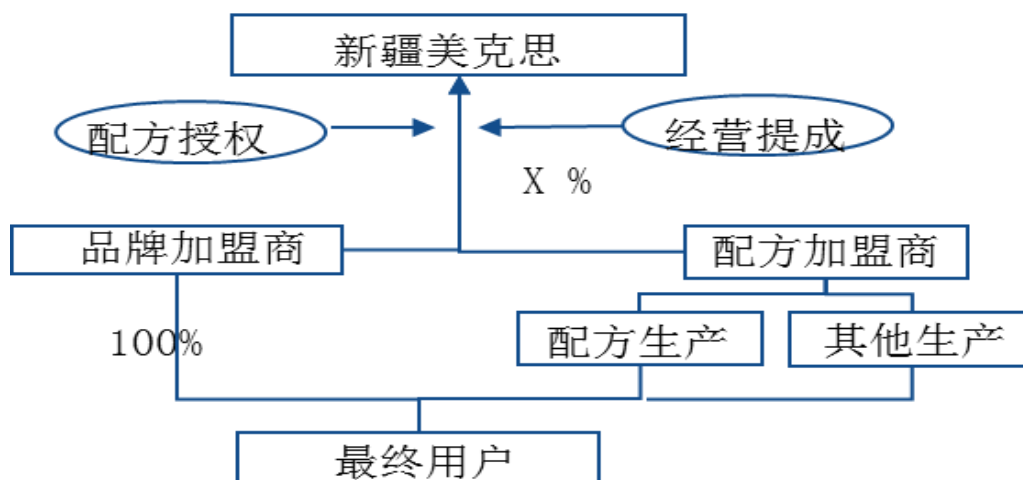 新疆美克思
配方授权
经营提成
X %
品牌加盟商
配方加盟商
100%
配方生产
其他生产
最终用户